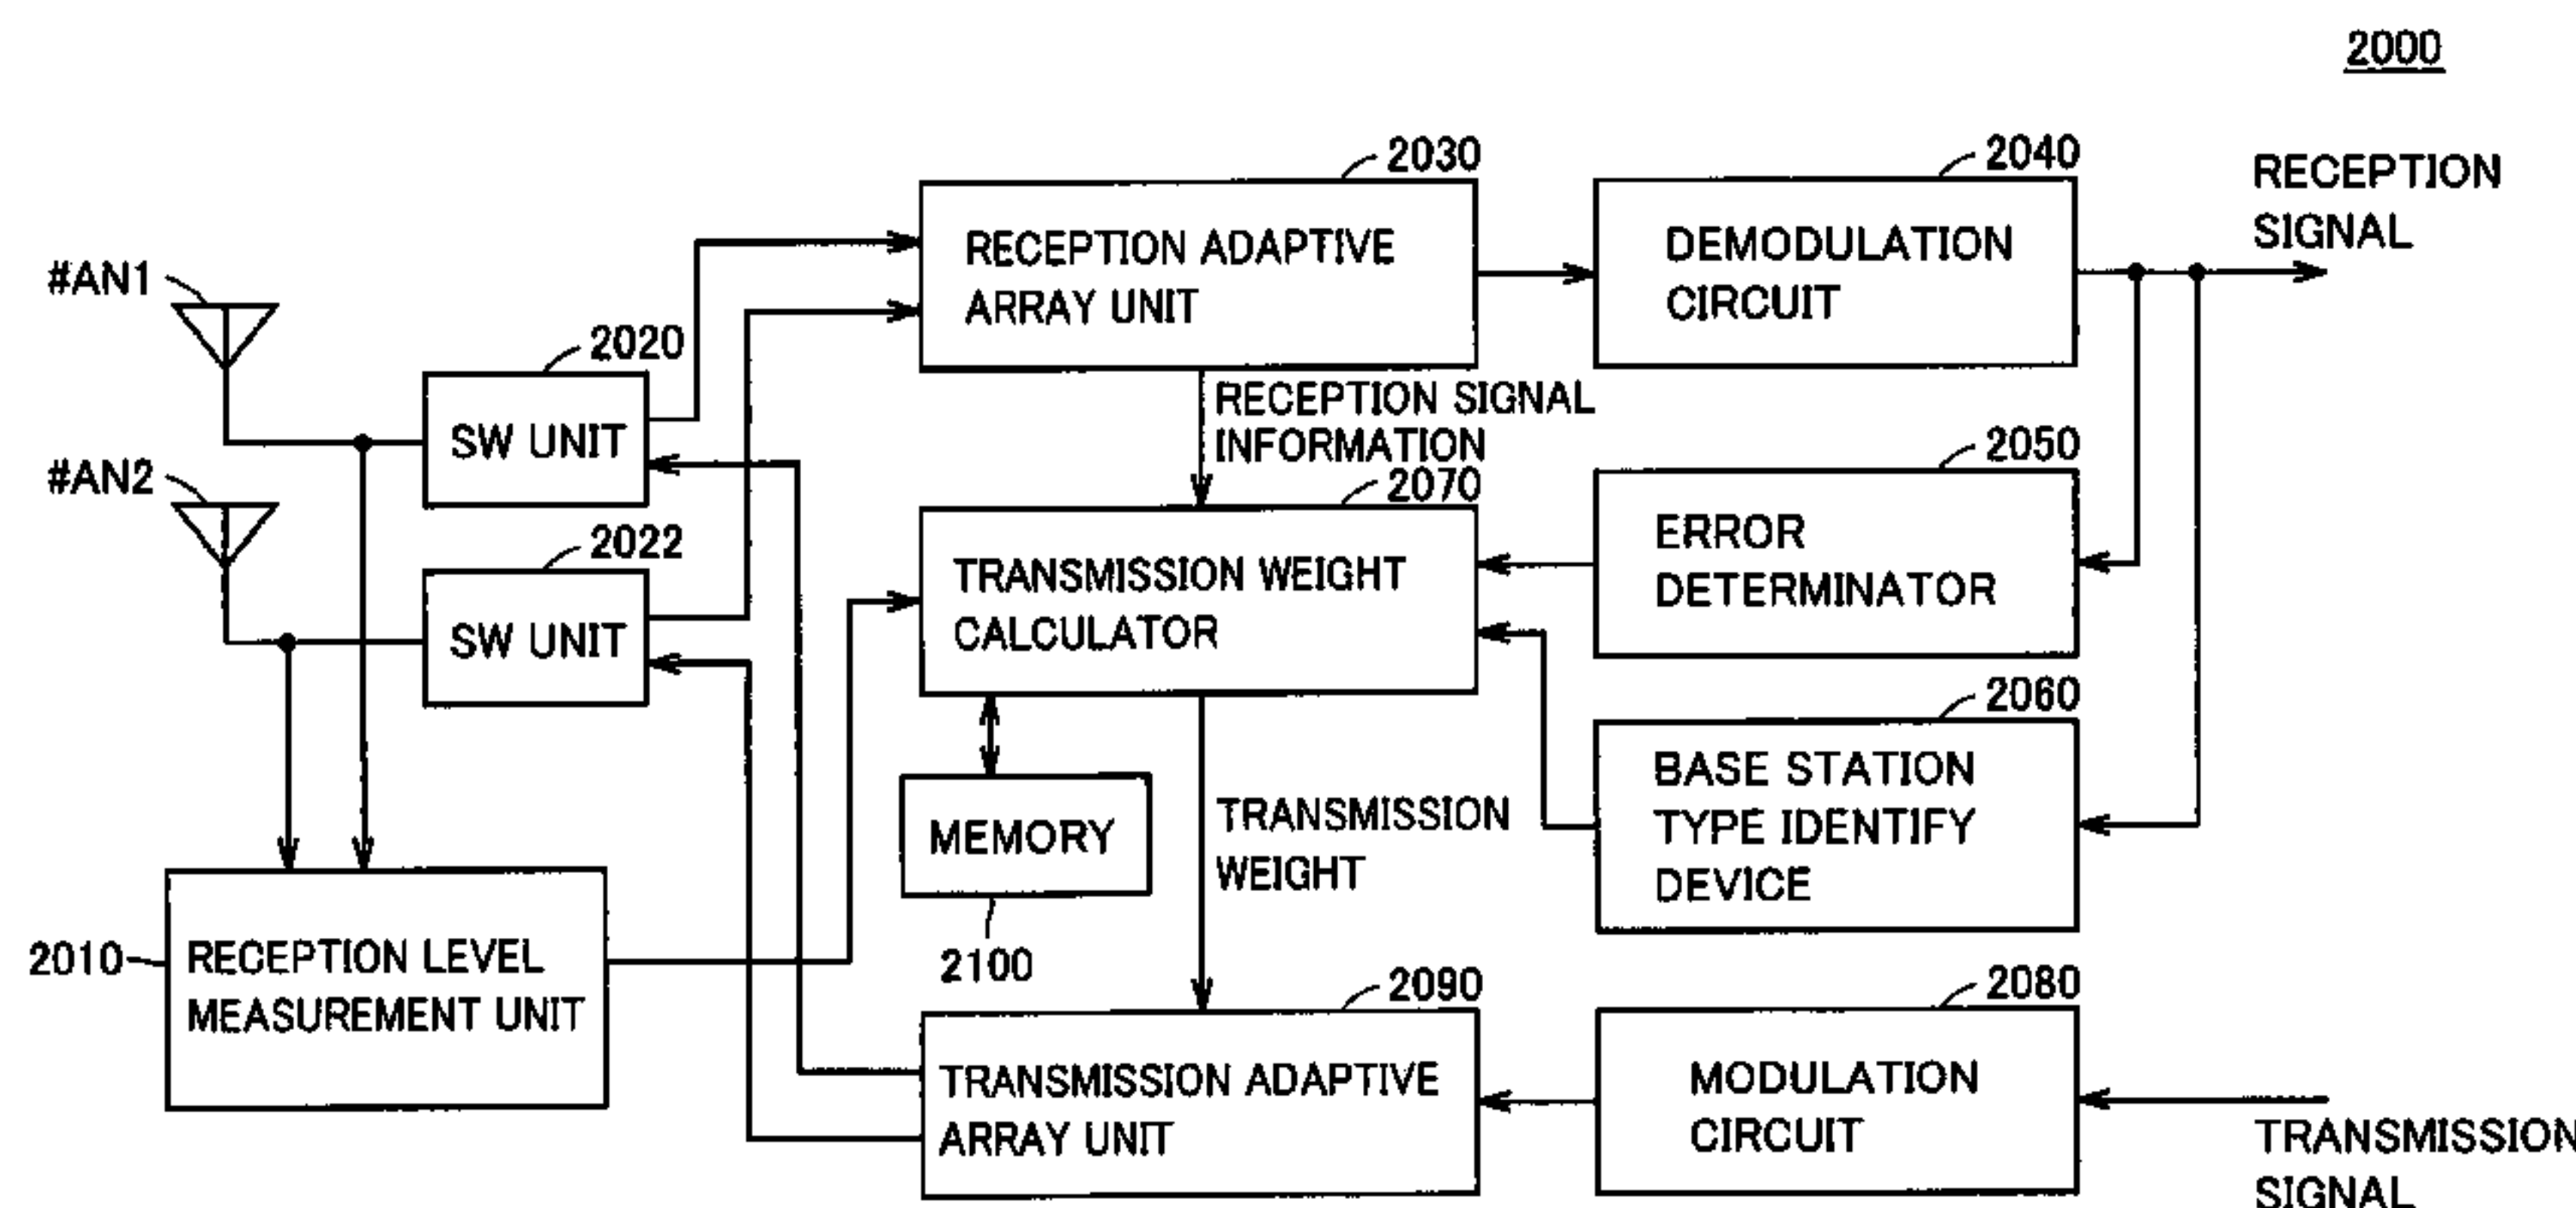 2000
2030
2040
RECEPTION
SIGNAL
RECEPTION ADAPTIVE
ARRAY UNIT
DEMODULATION
CIRCUIT
#AN1
2020
SW UNIT
RECEPTION SIGNAL
INFORMATION
#AN2
2022
SW UNIT
2070
TRANSMISSION WEIGHT
CALCULATOR
2050
ERROR
DETERMINATOR
2060
BASE STATION
TYPE IDENTIFY
DEVICE
MEMORY
2100
TRANSMISSION
WEIGHT
2010
RECEPTION LEVEL
MEASUREMENT UNIT
2090
TRANSMISSION ADAPTIVE
ARRAY UNIT
2080
MODULATION
CIRCUIT
TRANSMISSION
SIGNAL